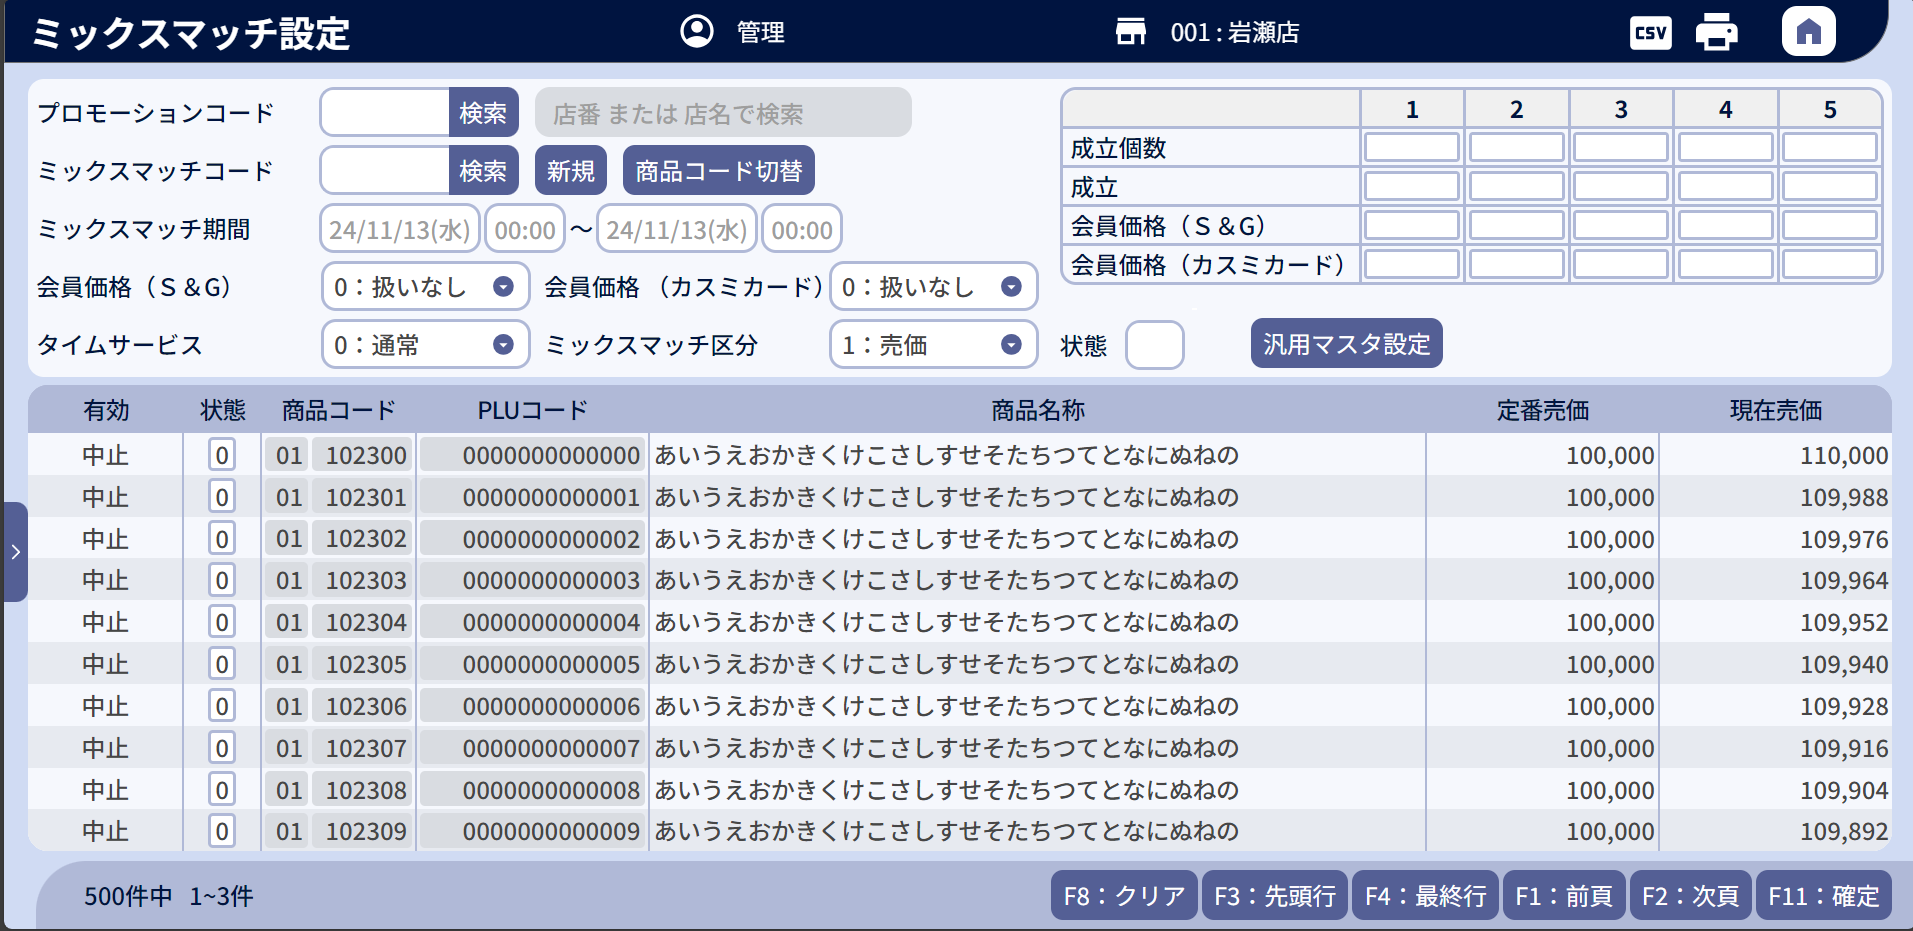 ミックスマッチ設定 管理 001 : 岩瀬店 CSV
プロモーションコード 検索 店番 または 店名で検索
ミックスマッチコード 検索 新規 商品コード切替
ミックスマッチ期間 24/11/13(水) 00:00 ～ 24/11/13(水) 00:00
会員価格（S＆G） 0：扱いなし 会員価格 （カスミカード） 0：扱いなし
タイムサービス 0：通常 ミックスマッチ区分 1：売価 状態 汎用マスタ設定
1 2 3 4 5
成立個数
成立
会員価格（S＆G）
会員価格（カスミカード）
有効 状態 商品コード PLUコード 商品名称 定番売価 現在売価
中止 0 01 102300 0000000000000 あいうえおかきくけこさしすせそたちつてとなにぬねの 100,000 110,000
中止 0 01 102301 0000000000001 あいうえおかきくけこさしすせそたちつてとなにぬねの 100,000 109,988
中止 0 01 102302 0000000000002 あいうえおかきくけこさしすせそたちつてとなにぬねの 100,000 109,976
中止 0 01 102303 0000000000003 あいうえおかきくけこさしすせそたちつてとなにぬねの 100,000 109,964
中止 0 01 102304 0000000000004 あいうえおかきくけこさしすせそたちつてとなにぬねの 100,000 109,952
中止 0 01 102305 0000000000005 あいうえおかきくけこさしすせそたちつてとなにぬねの 100,000 109,940
中止 0 01 102306 0000000000006 あいうえおかきくけこさしすせそたちつてとなにぬねの 100,000 109,928
中止 0 01 102307 0000000000007 あいうえおかきくけこさしすせそたちつてとなにぬねの 100,000 109,916
中止 0 01 102308 0000000000008 あいうえおかきくけこさしすせそたちつてとなにぬねの 100,000 109,904
中止 0 01 102309 0000000000009 あいうえおかきくけこさしすせそたちつてとなにぬねの 100,000 109,892
500件中 1~3件 F8：クリア F3：先頭行 F4：最終行 F1：前頁 F2：次頁 F11：確定